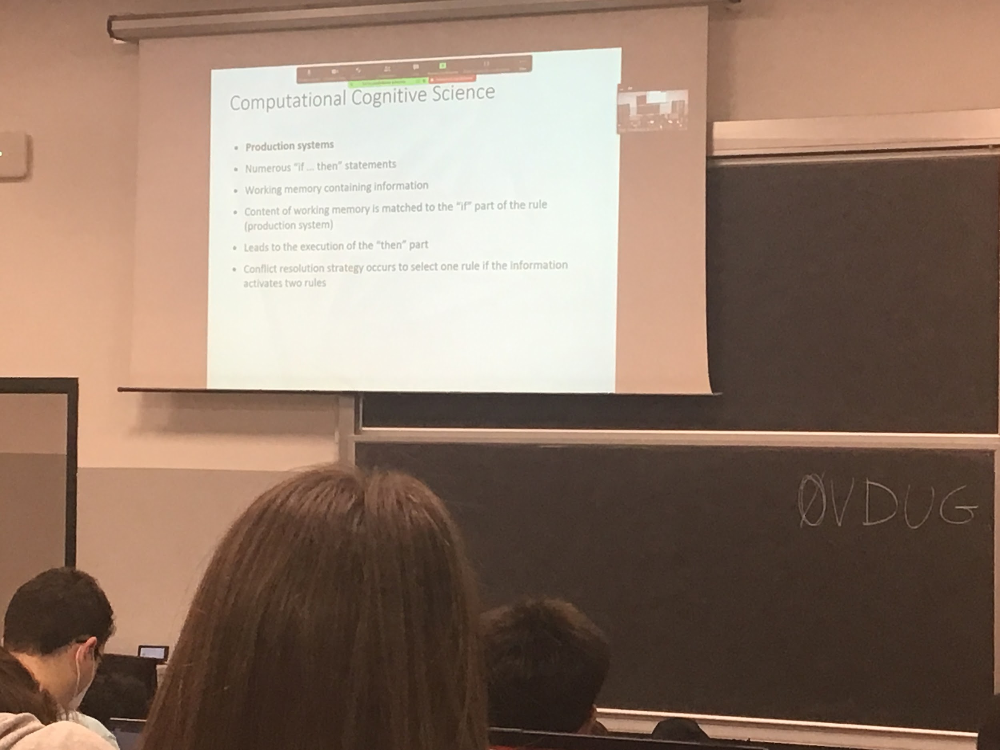 Computational Cognitive Science
• Production systems
• Numerous “if ... then” statements
• Working memory containing information
• Content of working memory is matched to the “if” part of the rule
(production system)
• Leads to the execution of the “then” part
• Conflict resolution strategy occurs to select one rule if the information
activates two rules
ØVDUG